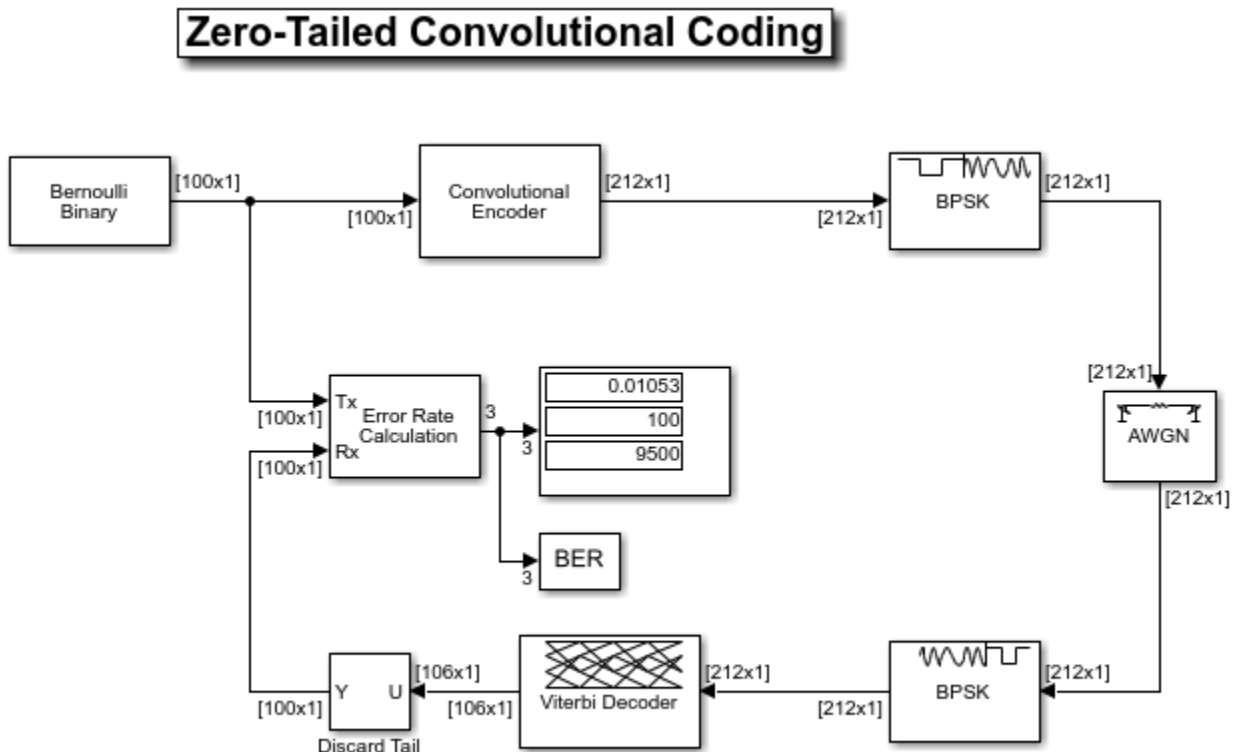 Zero-Tailed Convolutional Coding
Bernoulli
Binary
[100x1]
[100x1]
Convolutional
Encoder
[212x1]
[212x1]
BPSK
[212x1]
[212x1]
AWGN
[212x1]
Tx
Rx
[100x1]
[100x1]
Error Rate
Calculation
3
3
0.01053
100
9500
3
BER
[212x1]
BPSK
[212x1]
[212x1]
Viterbi Decoder
[106x1]
[106x1]
Y U
[100x1]
Discard Tail